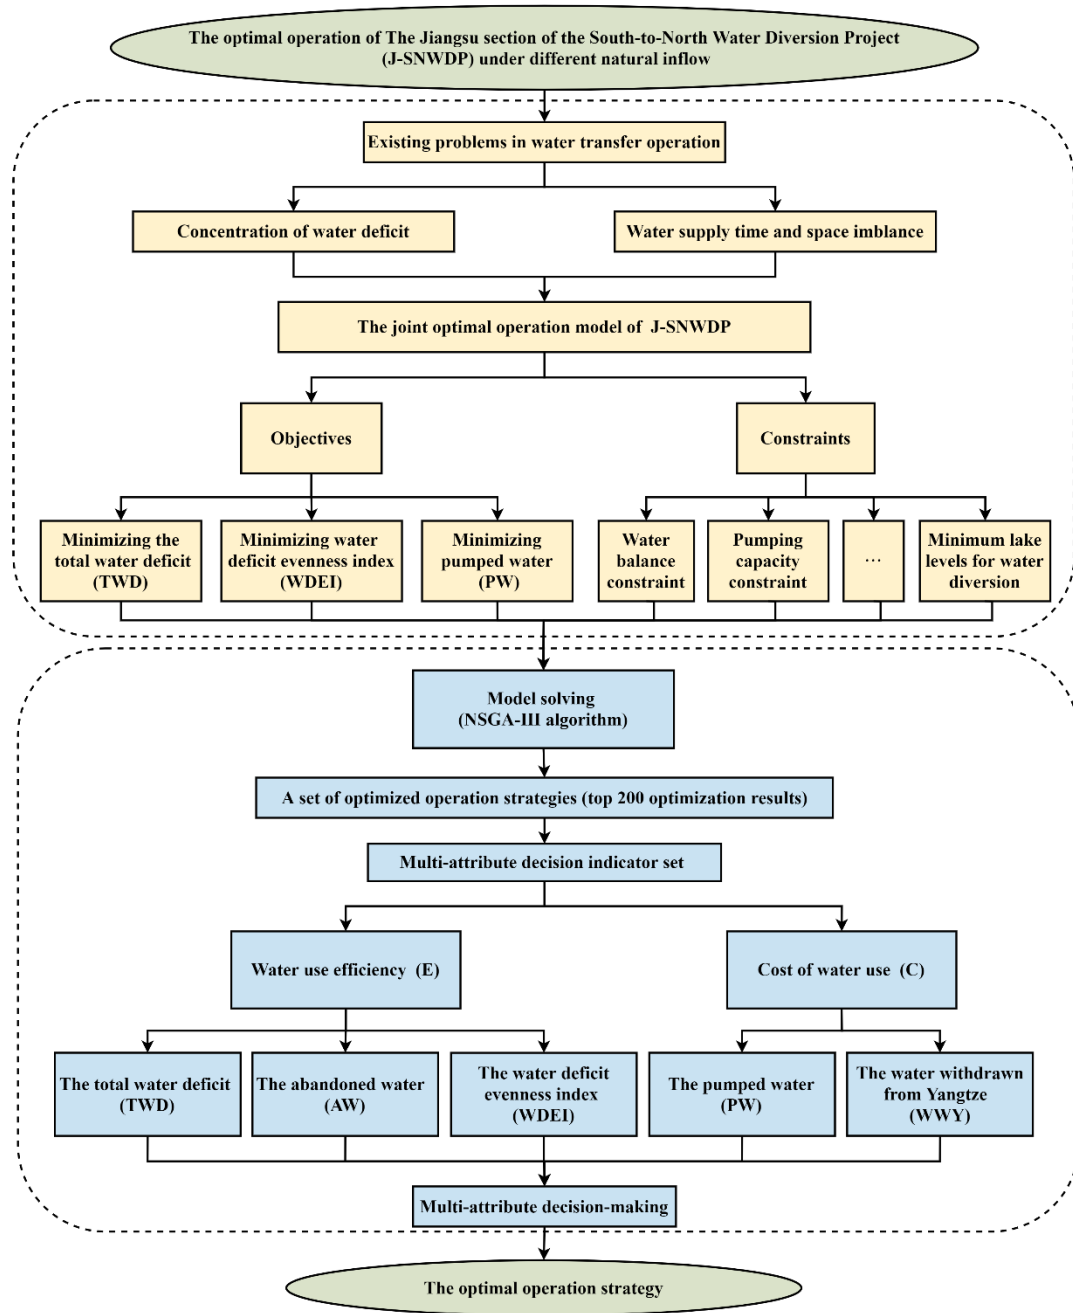 The optimal operation of The Jiangsu section of the South-to-North Water Diversion Project
(J-SNWDP) under different natural inflow
Existing problems in water transfer operation
Concentration of water deficit
Water supply time and space imblance
The joint optimal operation model of J-SNWDP
Objectives
Constraints
Minimizing the
total water deficit
(TWD)
Minimizing water
deficit evenness index
(WDEI)
Minimizing
pumped water
(PW)
Water
balance
constraint
Pumping
capacity
constraint
...
Minimum lake
levels for water
diversion
Model solving
(NSGA-III algorithm)
A set of optimized operation strategies (top 200 optimization results)
Multi-attribute decision indicator set
Water use efficiency (E)
Cost of water use (C)
The total water deficit
(TWD)
The abandoned water
(AW)
The water deficit
evenness index
(WDEI)
The pumped water
(PW)
The water withdrawn
from Yangtze
(WWY)
Multi-attribute decision-making
The optimal operation strategy